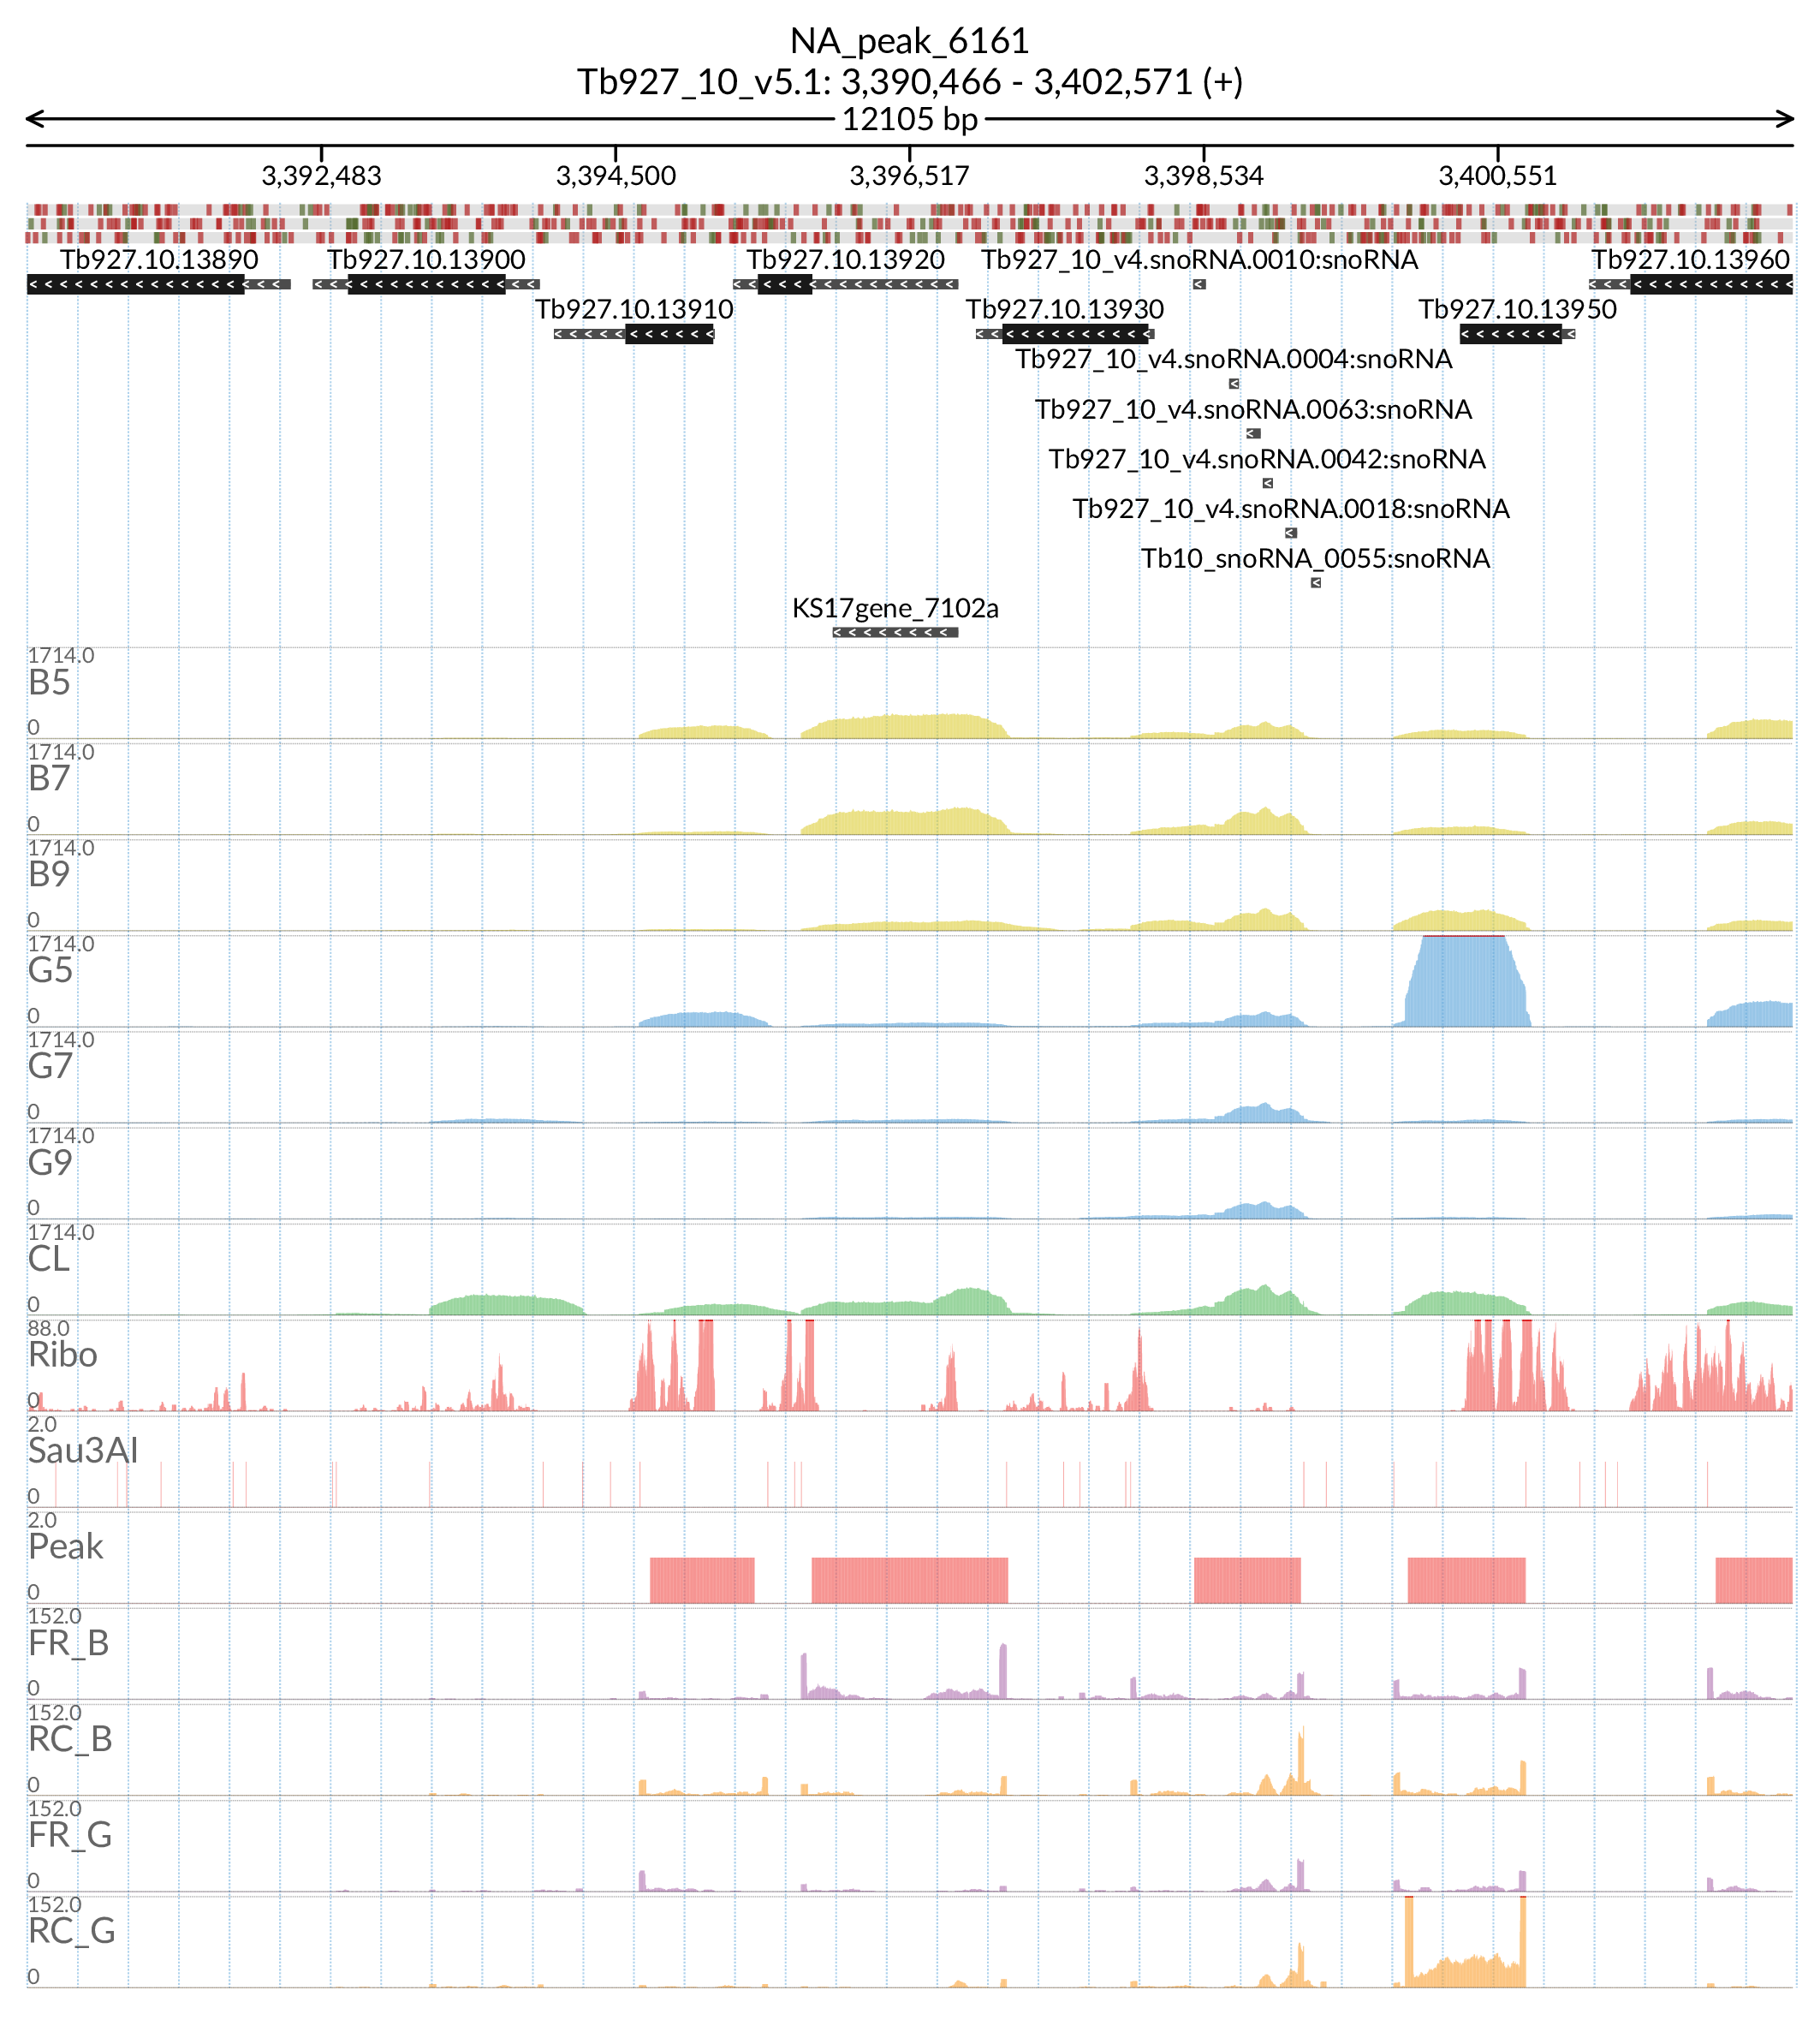 NA_peak_6161
Tb927_10_v5.1: 3,390,466 - 3,402,571 (+)
12105 bp
3,392,483 3,394,500 3,396,517 3,398,534 3,400,551
Tb927.10.13890 Tb927.10.13900 Tb927.10.13920 Tb927_10_v4.snoRNA.0010:snoRNA Tb927.10.13960
Tb927.10.13910 Tb927.10.13930 Tb927.10.13950
Tb927_10_v4.snoRNA.0004:snoRNA
Tb927_10_v4.snoRNA.0063:snoRNA
Tb927_10_v4.snoRNA.0042:snoRNA
Tb927_10_v4.snoRNA.0018:snoRNA
Tb10_snoRNA_0055:snoRNA
KS17gene_7102a
1714.0
B5
0
1714.0
B7
0
1714.0
B9
0
1714.0
G5
0
1714.0
G7
0
1714.0
G9
0
1714.0
CL
0
88.0
Ribo
0
2.0
Sau3AI
0
2.0
Peak
0
152.0
FR_B
0
152.0
RC_B
0
152.0
FR_G
0
152.0
RC_G
0